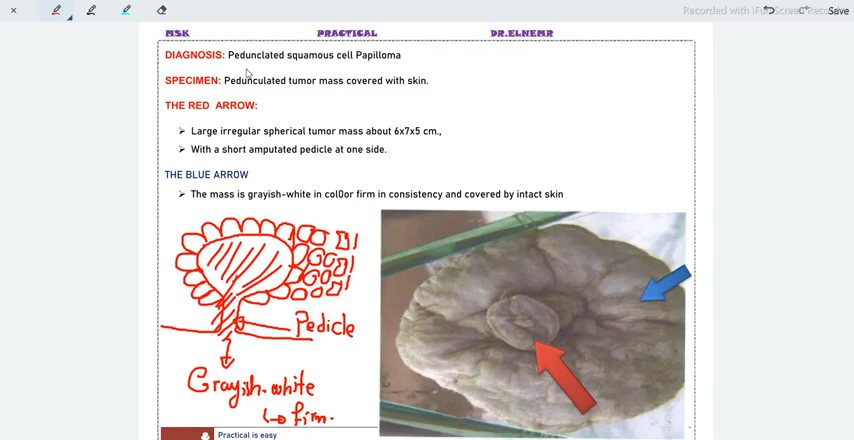 Recorded with iFun Screen Recorder
Save
MSK PRACTICAL DR.ELNEMR
DIAGNOSIS: Pedunclated squamous cell Papilloma
SPECIMEN: Pedunculated tumor mass covered with skin.
THE RED ARROW:
➢ Large irregular spherical tumor mass about 6x7x5 cm.,
➢ With a short amputated pedicle at one side.
THE BLUE ARROW
➢ The mass is grayish-white in col0or firm in consistency and covered by intact skin
Pedicle
Grayish-white
↳ firm.
Practical is easy